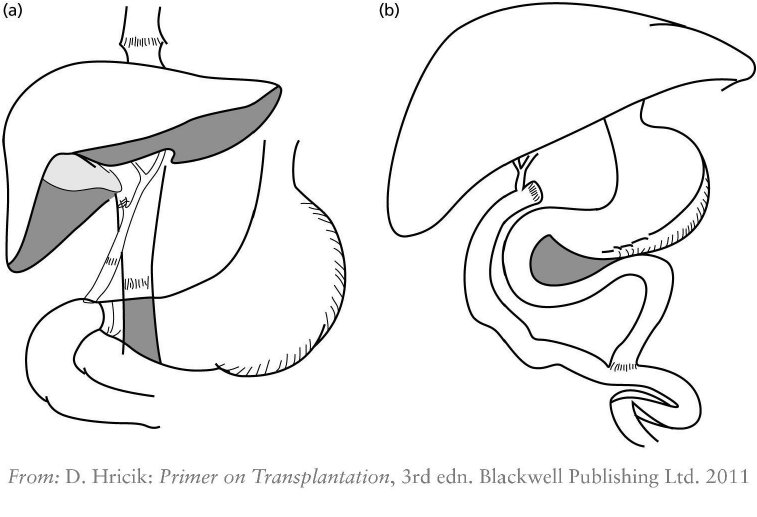 (a)
(b)
From: D. Hricik: Primer on Transplantation, 3rd edn. Blackwell Publishing Ltd. 2011